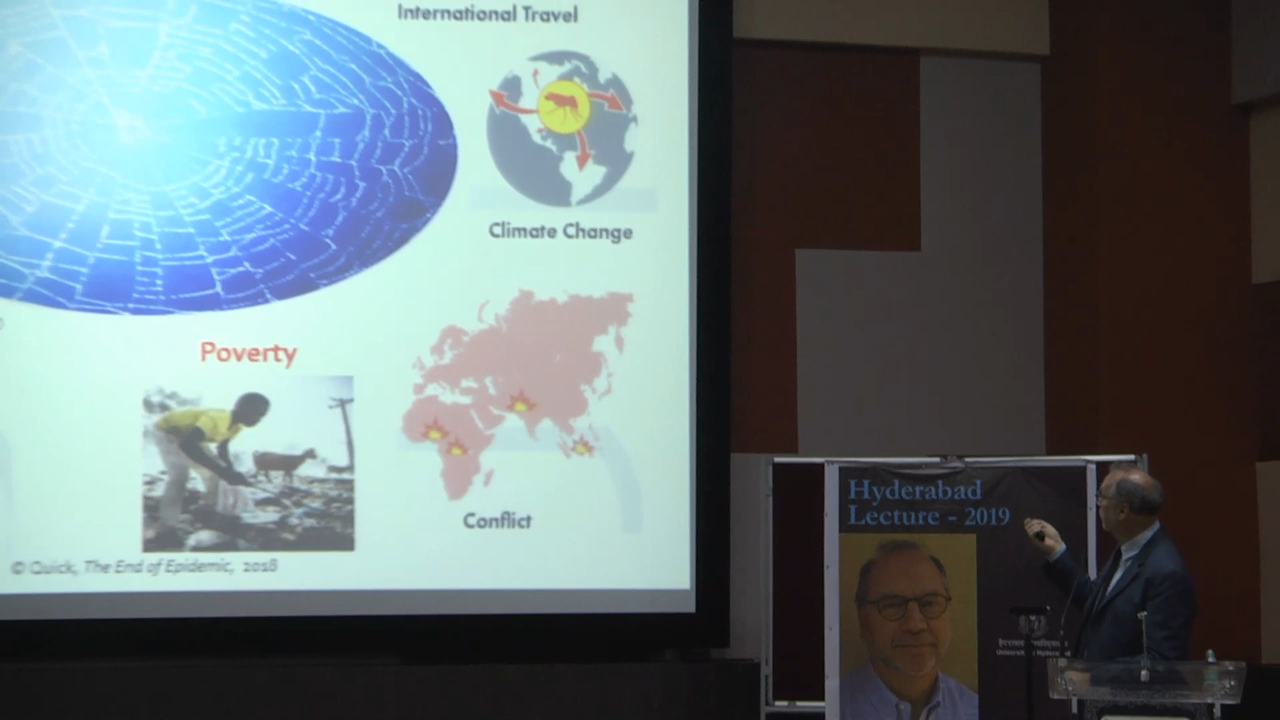 International Travel
Climate Change
Poverty
Conflict
© Quick, The End of Epidemic, 2018
Hyderabad
Lecture - 2019